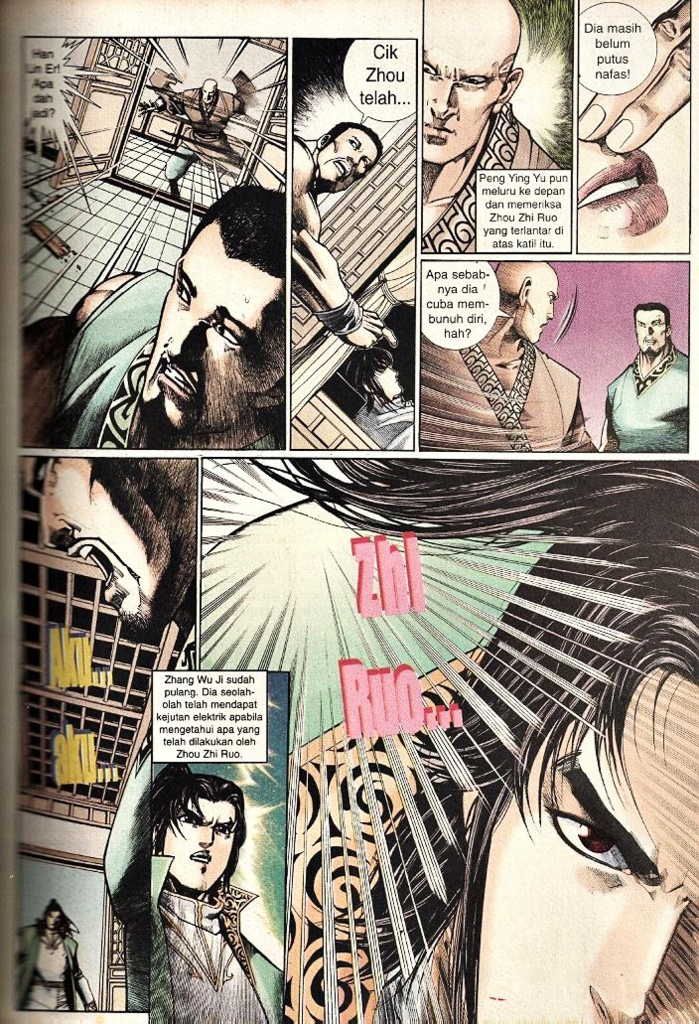 Han
Lin Er!
Apa
dah
jadi?
Cik
Zhou
telah...
Peng Ying Yu pun
meluru ke depan
dan memeriksa
Zhou Zhi Ruo
yang terlantar di
atas katil itu.
Dia masih
belum
putus
nafas!
Apa sebab-
nya dia
cuba mem-
bunuh diri,
hah?
AKU...
aku...
Zhang Wu Ji sudah
pulang. Dia seolah-
olah telah mendapat
kejutan elektrik apabila
mengetahui apa yang
telah dilakukan oleh
Zhou Zhi Ruo.
Zhi
Ruo...